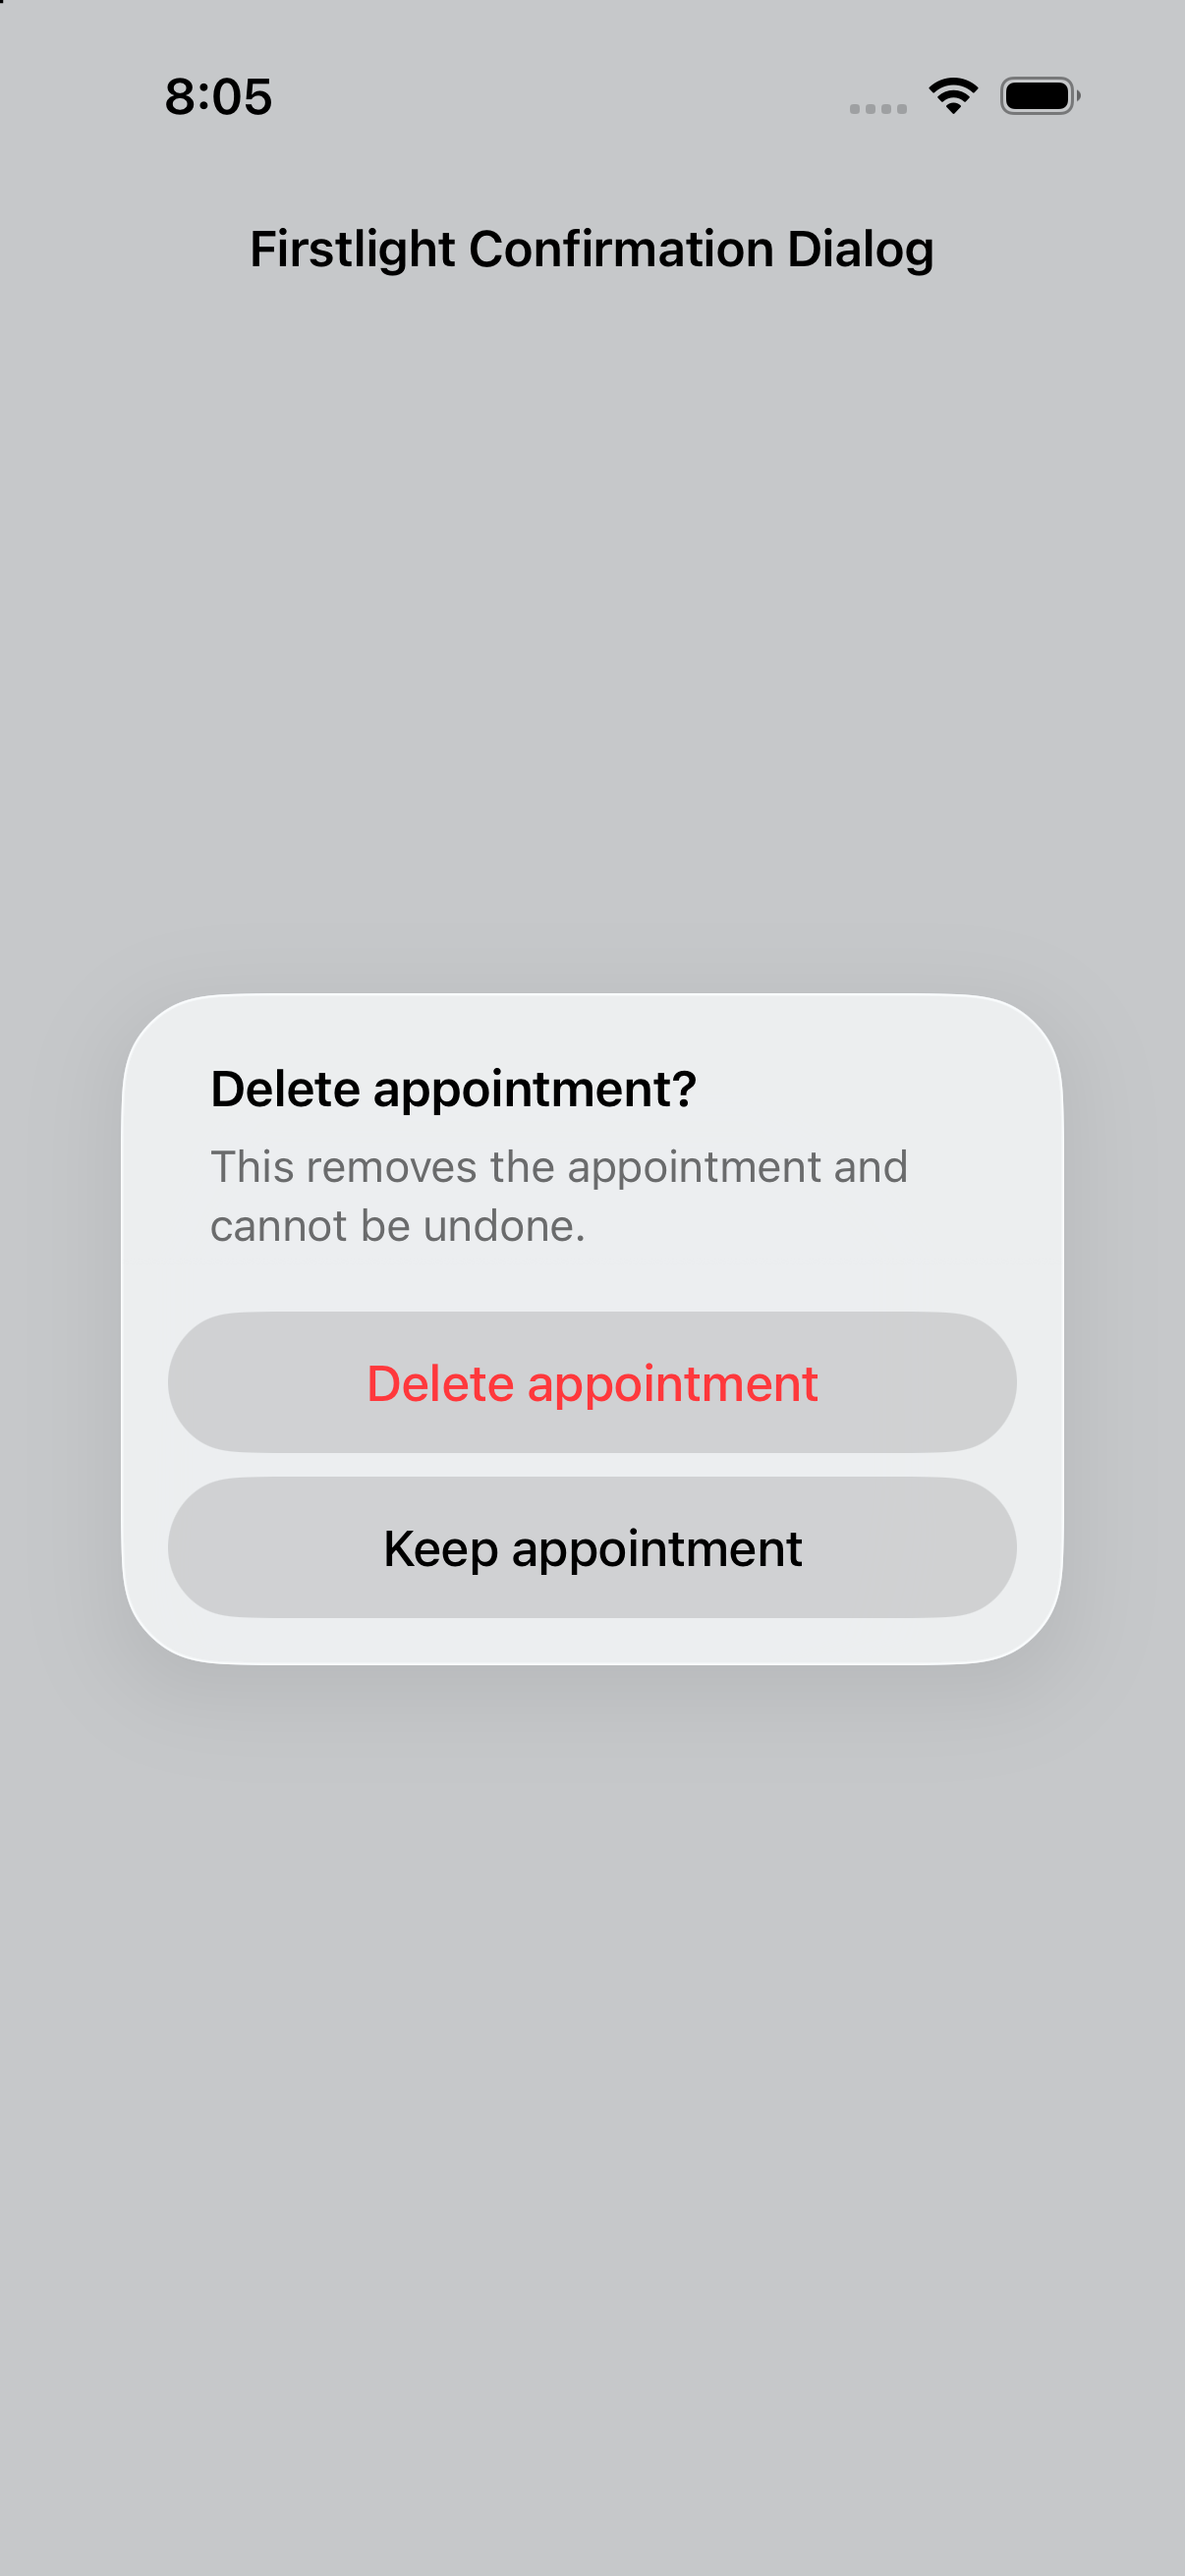 8:05
Firstlight Confirmation Dialog
Delete appointment?
This removes the appointment and
cannot be undone.
Delete appointment
Keep appointment